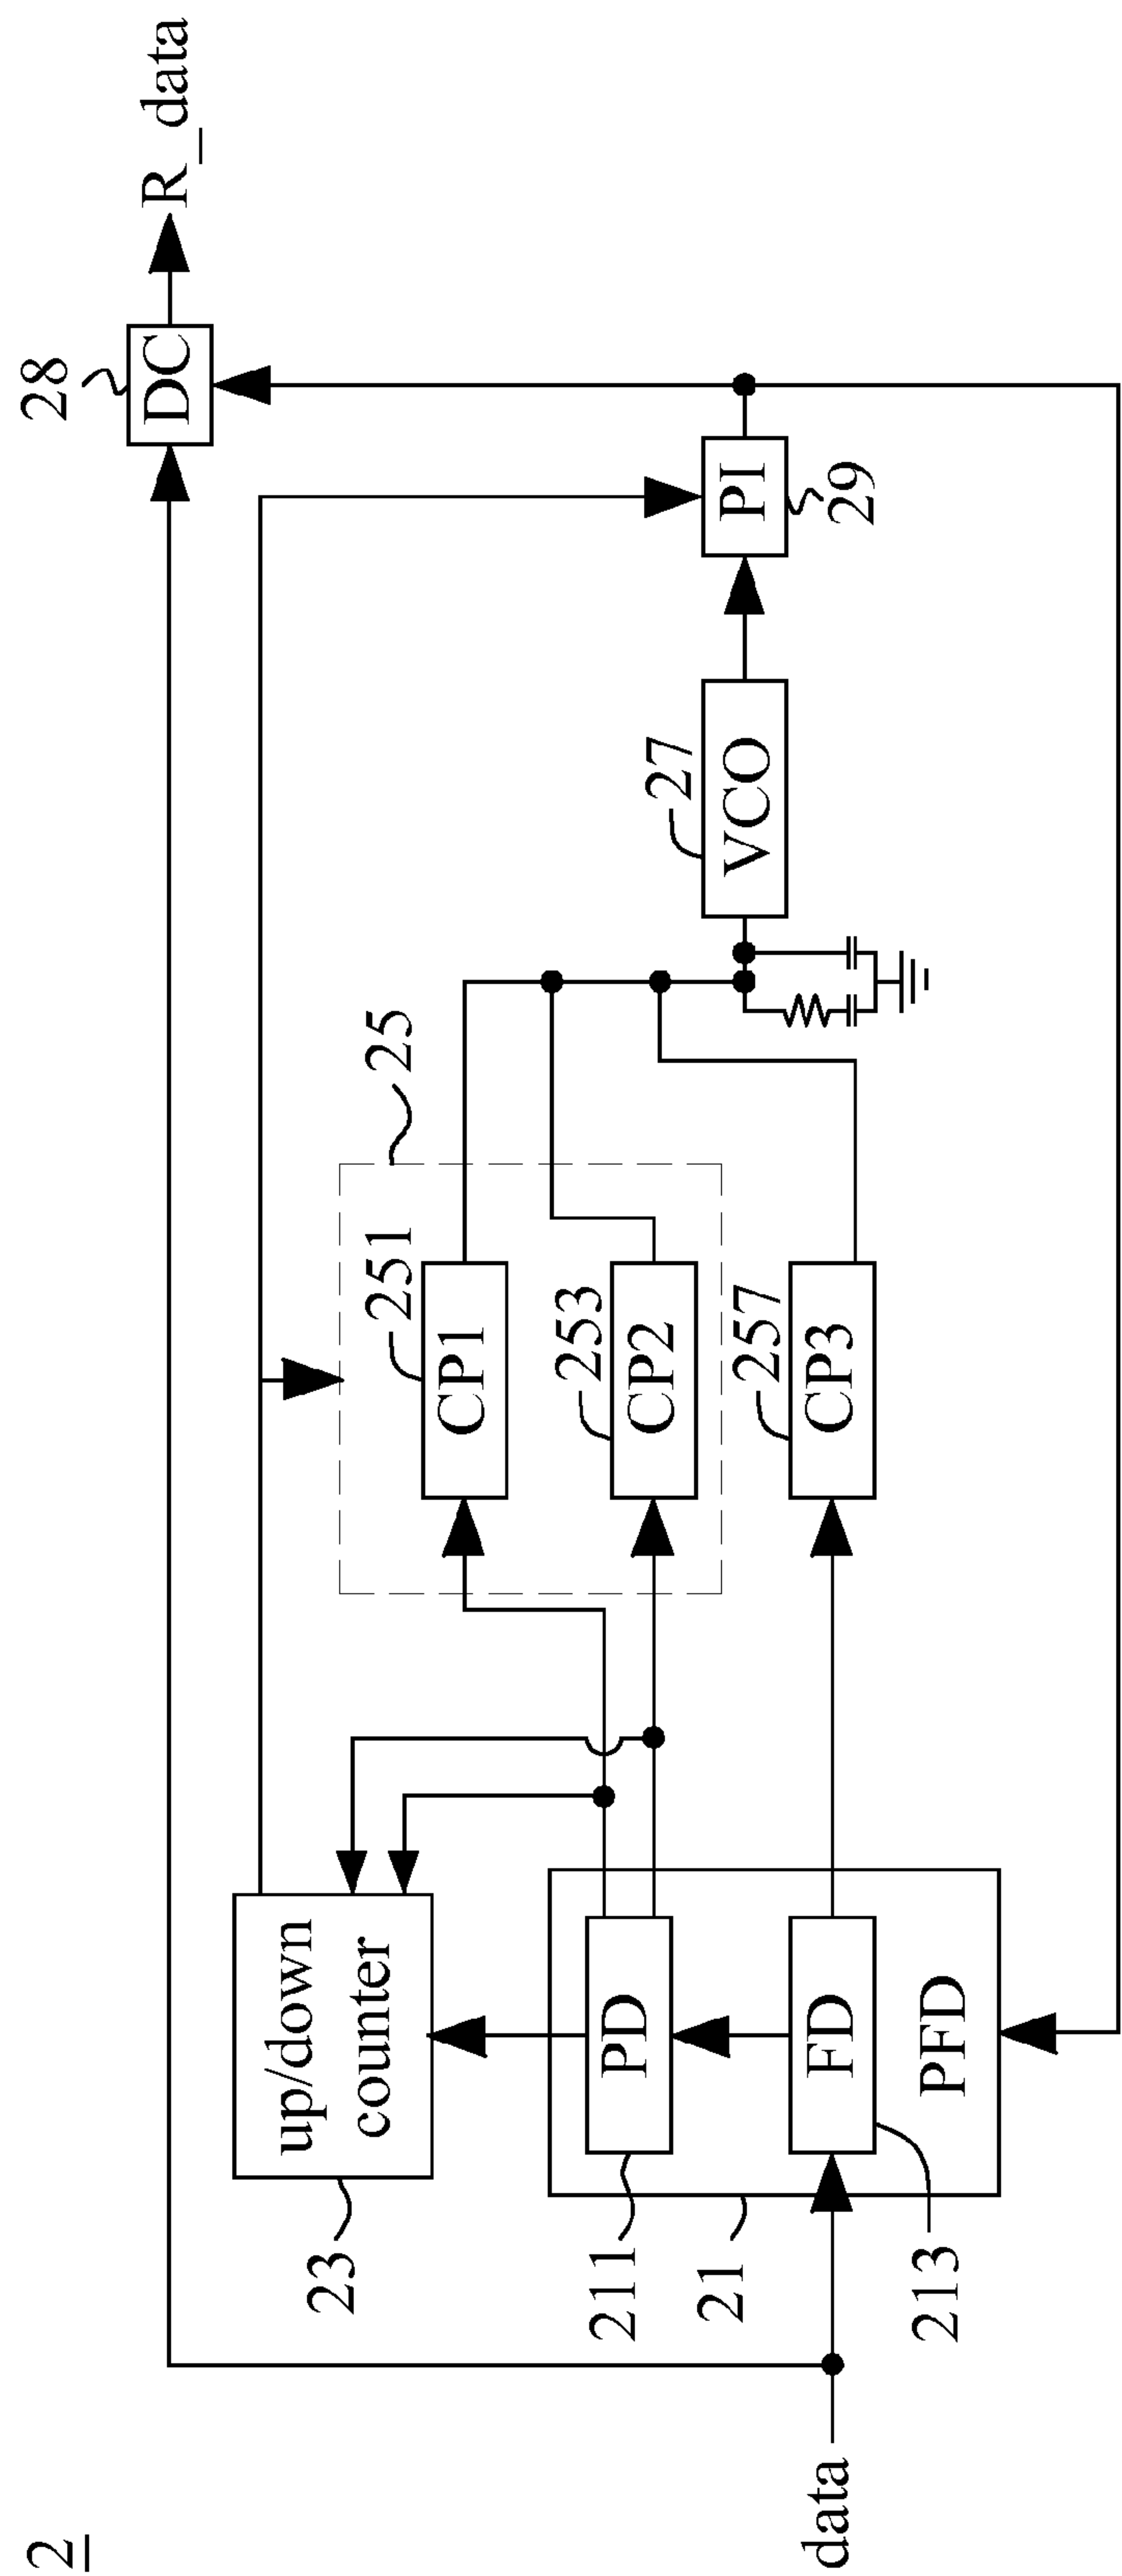 2
28
DC
R_data
up/down
counter
23
25
251
CP1
27
PI
29
211
PD
253
CP2
VCO
21
257
CP3
213
FD
PFD
data